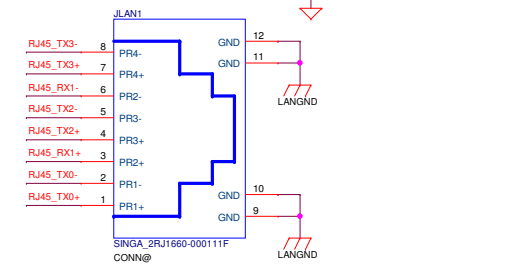 JLAN1
RJ45_TX3- 8 PR4- GND 12
RJ45_TX3+ 7 PR4+ GND 11
RJ45_RX1- 6 PR2-
LANGND
RJ45_TX2- 5 PR3-
RJ45_TX2+ 4 PR3+
RJ45_RX1+ 3 PR2+
RJ45_TX0- 2 PR1- GND 10
RJ45_TX0+ 1 PR1+ GND 9
SINGA_2RJ1660-000111F
LANGND
CONN@